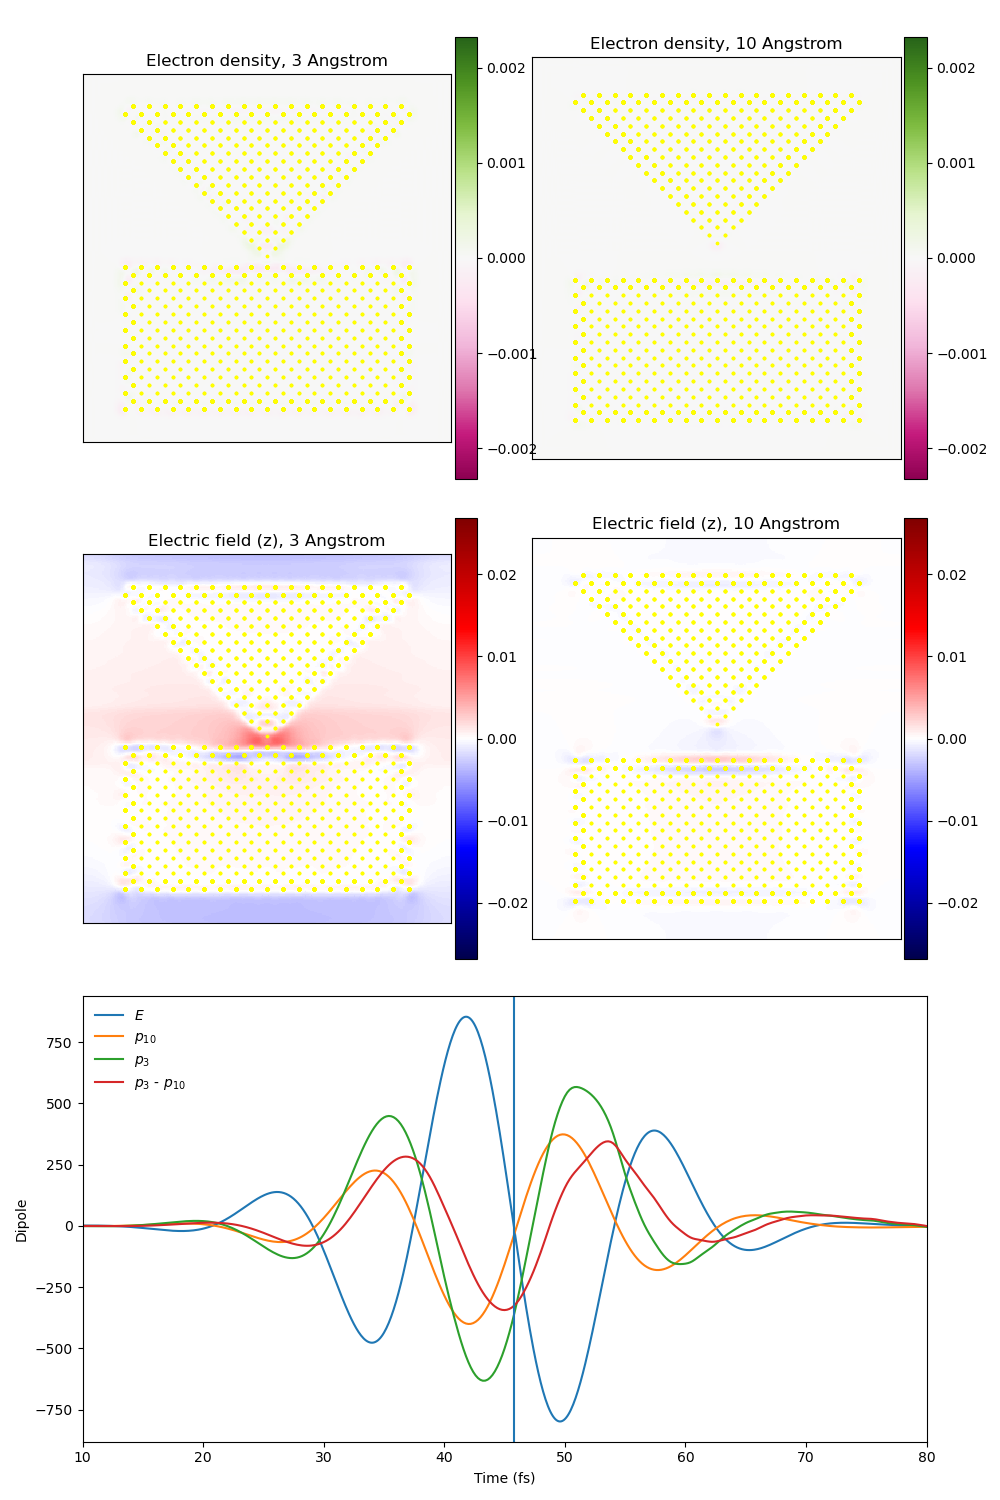 Electron density, 3 Angstrom
0.002
0.001
0.000
−0.001
−0.002
Electron density, 10 Angstrom
0.002
0.001
0.000
−0.001
−0.002
Electric field (z), 3 Angstrom
0.02
0.01
0.00
−0.01
−0.02
Electric field (z), 10 Angstrom
0.02
0.01
0.00
−0.01
−0.02
E
p10
p3
p3 - p10
750
500
250
0
−250
−500
−750
Dipole
10 20 30 40 50 60 70 80
Time (fs)